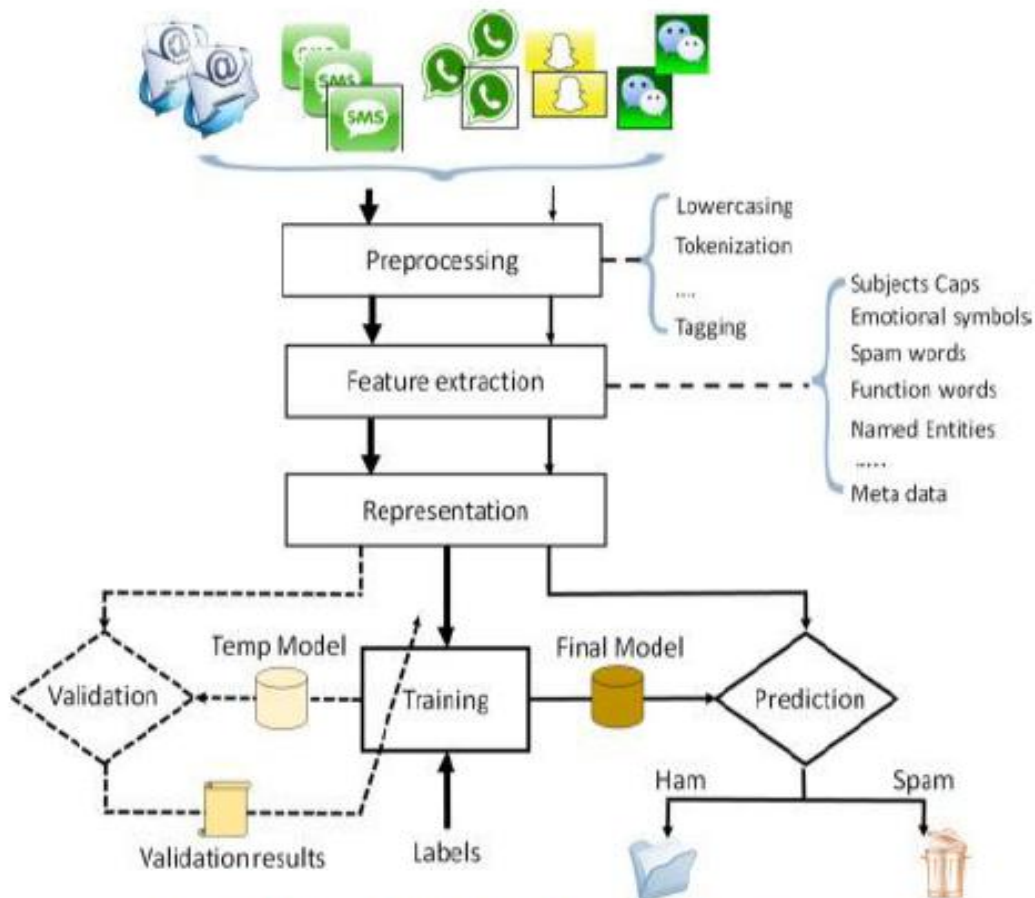 @
@
SMS
SMS
SMS
Lowercasing
Preprocessing
Tokenization
....
Tagging
Subjects Caps
Emotional symbols
Feature extraction
Spam words
Function words
Named Entities
.....
Meta data
Representation
Temp Model
Final Model
Validation
Training
Prediction
Ham
Spam
Validation results
Labels